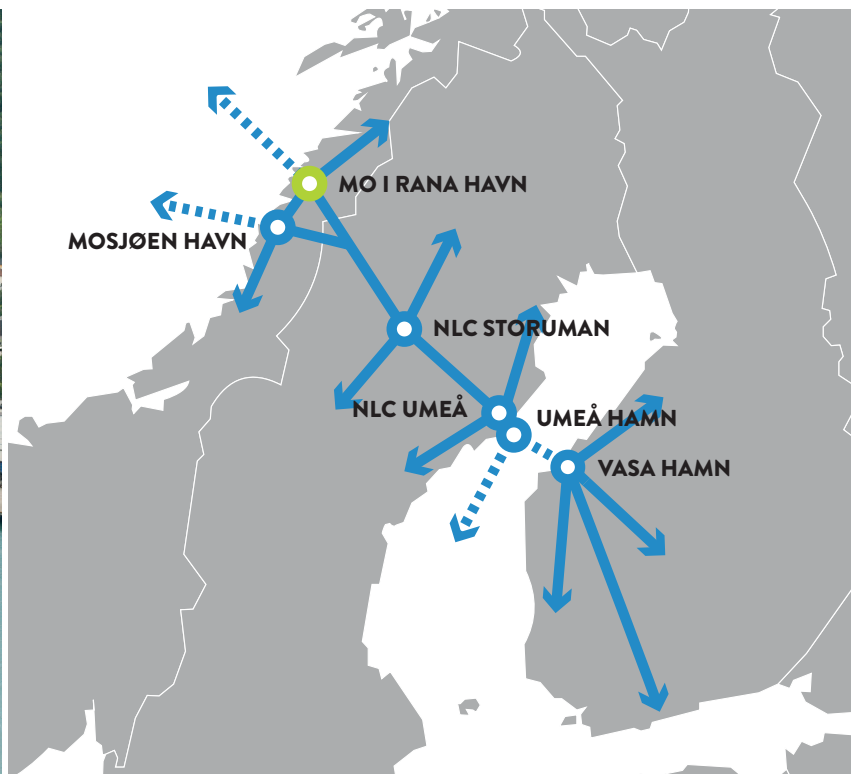 MO I RANA HAVN
MOSJØEN HAVN
NLC STORUMAN
NLC UMEÅ
UMEÅ HAMN
VASA HAMN